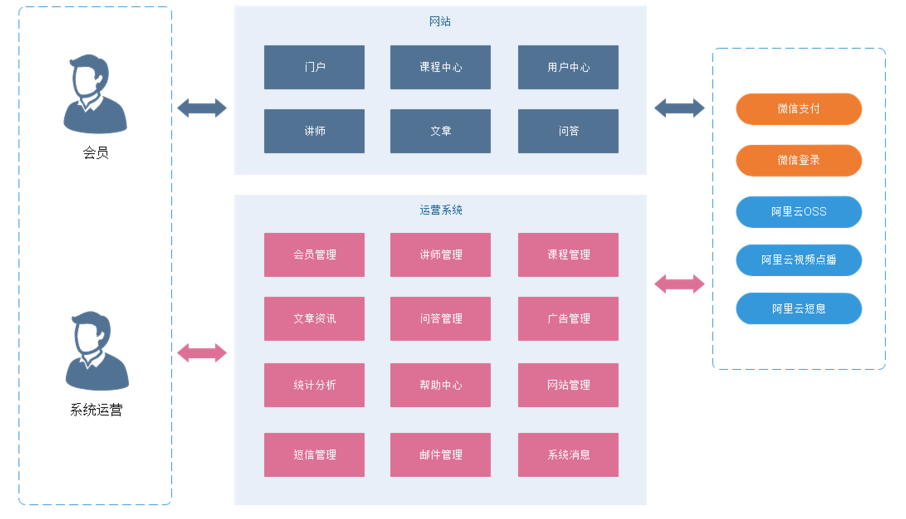 会员
系统运营
网站
门户
课程中心
用户中心
讲师
文章
问答
运营系统
会员管理
讲师管理
课程管理
文章资讯
问答管理
广告管理
统计分析
帮助中心
网站管理
短信管理
邮件管理
系统消息
微信支付
微信登录
阿里云OSS
阿里云视频点播
阿里云短息